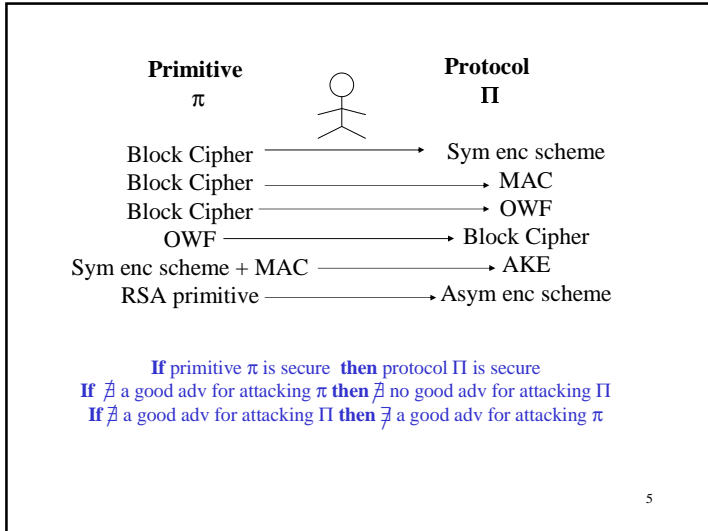 Primitive Protocol
π Π
Block Cipher Sym enc scheme
Block Cipher MAC
Block Cipher OWF
OWF Block Cipher
Sym enc scheme + MAC AKE
RSA primitive Asym enc scheme
If primitive π is secure then protocol Π is secure
If ∄ a good adv for attacking π then ∄ no good adv for attacking Π
If ∄ a good adv for attacking Π then ∄ a good adv for attacking π
5